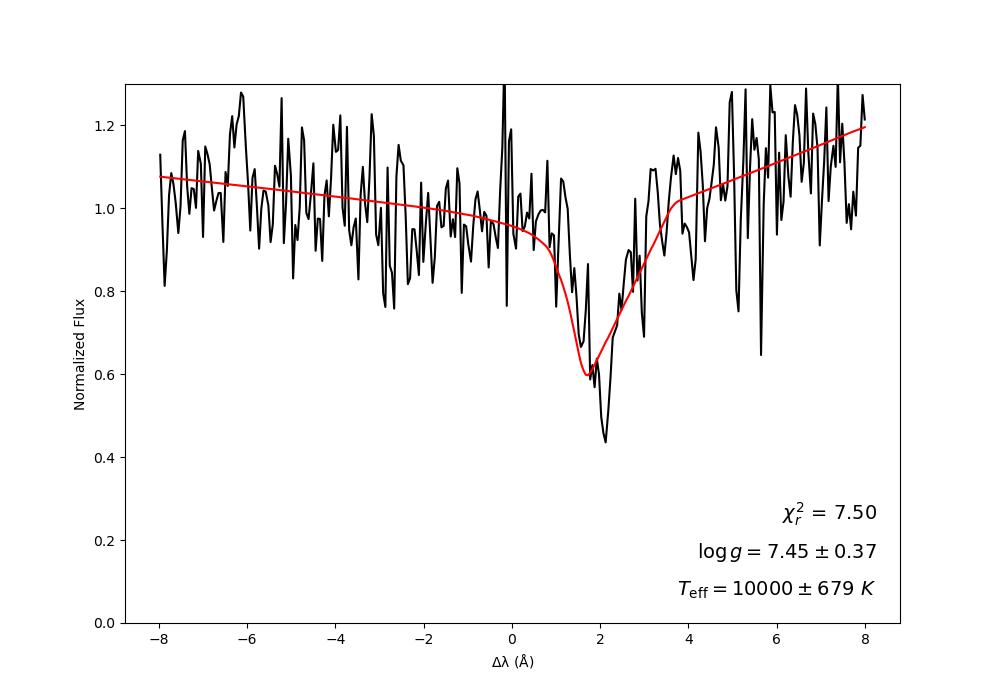 1.2
1.0
0.8
0.6
0.4
0.2
0.0
Normalized Flux
χ²ᵣ = 7.50
log g = 7.45 ± 0.37
T_eff = 10000 ± 679 K
−8 −6 −4 −2 0 2 4 6 8
Δλ (Å)